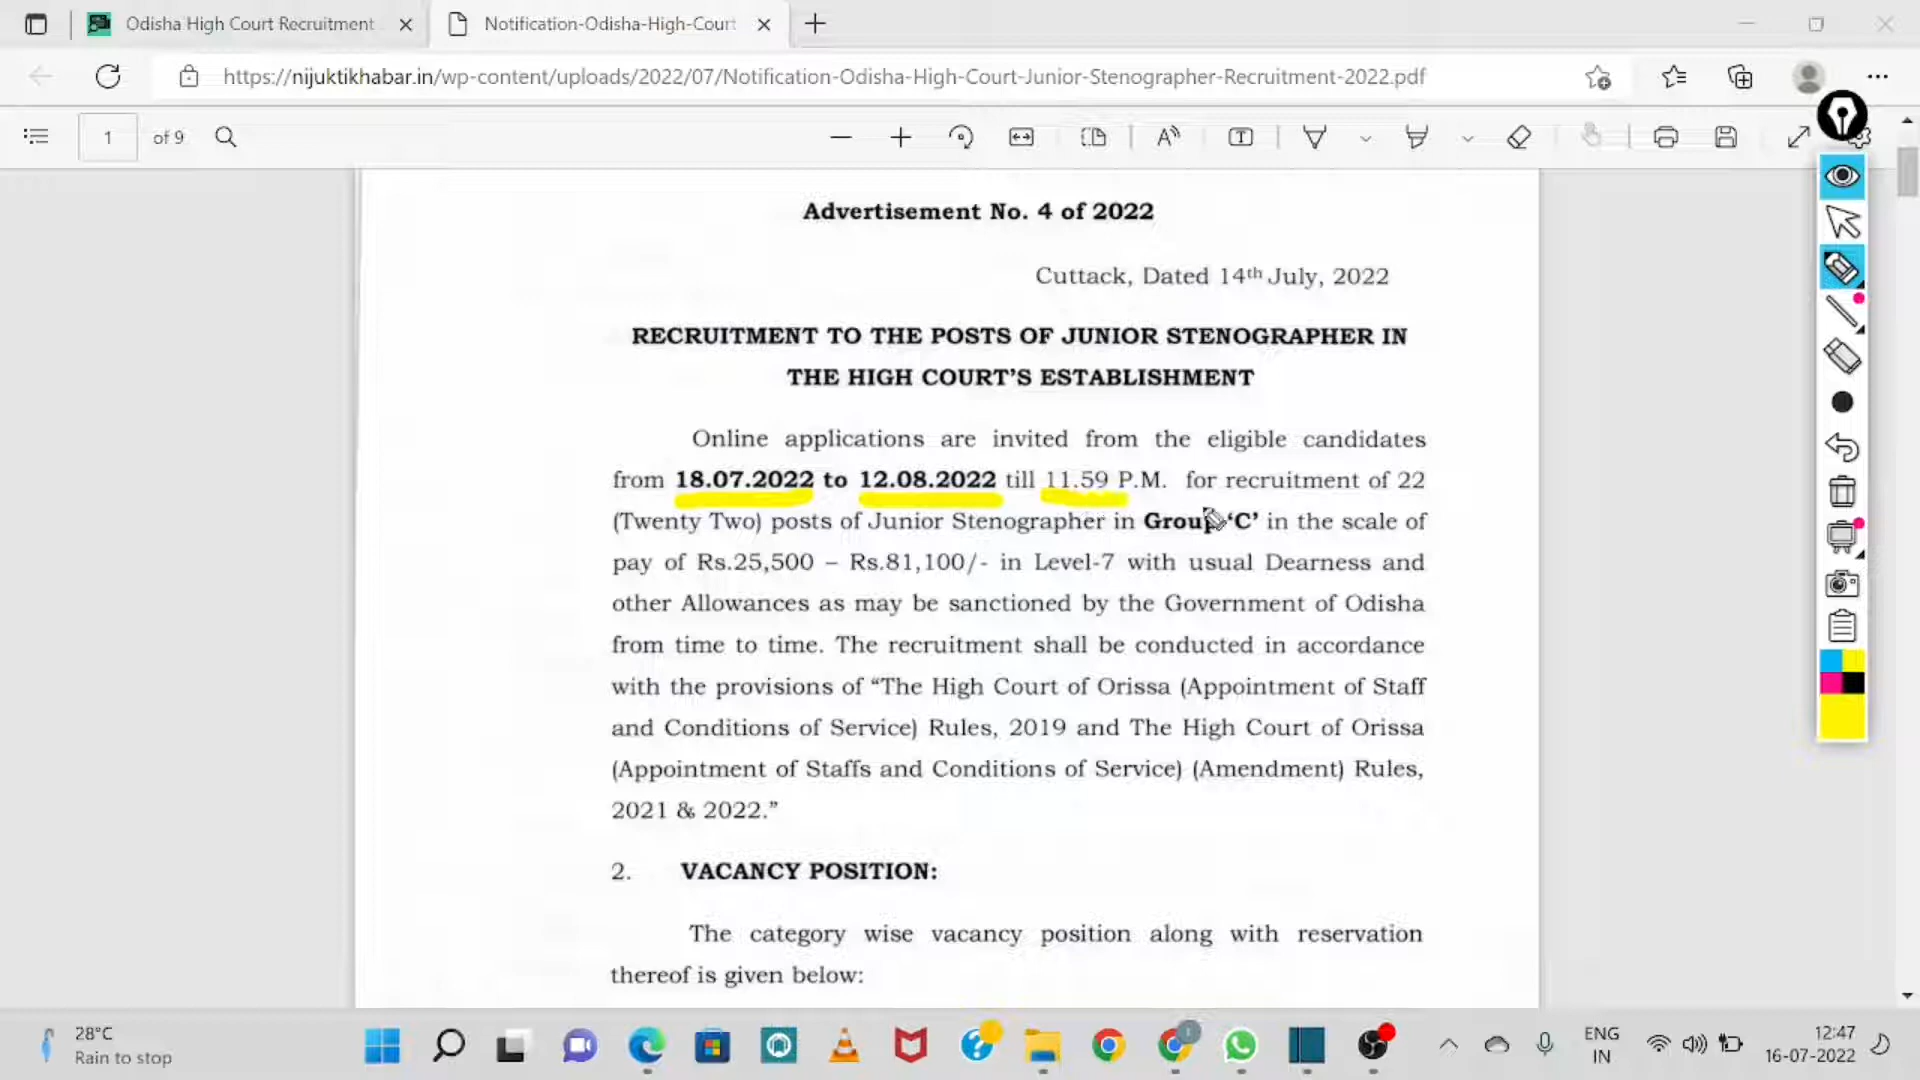 Odisha High Court Recruitment
Notification-Odisha-High-Court
https://nijuktikhabar.in/wp-content/uploads/2022/07/Notification-Odisha-High-Court-Junior-Stenographer-Recruitment-2022.pdf
1 of 9
Advertisement No. 4 of 2022
Cuttack, Dated 14th July, 2022
RECRUITMENT TO THE POSTS OF JUNIOR STENOGRAPHER IN
THE HIGH COURT'S ESTABLISHMENT
Online applications are invited from the eligible candidates
from 18.07.2022 to 12.08.2022 till 11.59 P.M. for recruitment of 22
(Twenty Two) posts of Junior Stenographer in Group 'C' in the scale of
pay of Rs.25,500 – Rs.81,100/- in Level-7 with usual Dearness and
other Allowances as may be sanctioned by the Government of Odisha
from time to time. The recruitment shall be conducted in accordance
with the provisions of “The High Court of Orissa (Appointment of Staff
and Conditions of Service) Rules, 2019 and The High Court of Orissa
(Appointment of Staffs and Conditions of Service) (Amendment) Rules,
2021 & 2022.”
2. VACANCY POSITION:
The category wise vacancy position along with reservation
thereof is given below:
28°C
Rain to stop
ENG
IN
12:47
16-07-2022